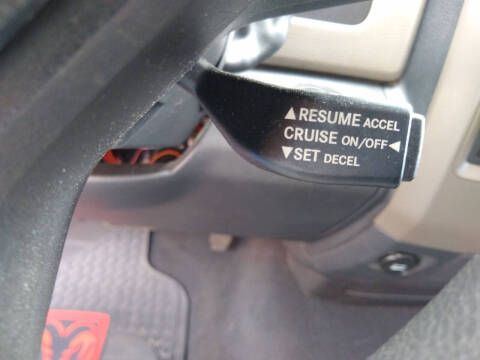 ▲RESUME ACCEL
CRUISE ON/OFF◄
▼SET DECEL